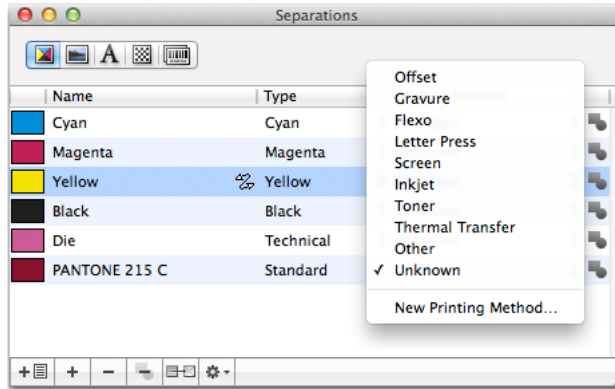 Separations
A
Name Type
Cyan Cyan
Magenta Magenta
Yellow Yellow
Black Black
Die Technical
PANTONE 215 C Standard
Offset
Gravure
Flexo
Letter Press
Screen
Inkjet
Toner
Thermal Transfer
Other
✓ Unknown
New Printing Method...